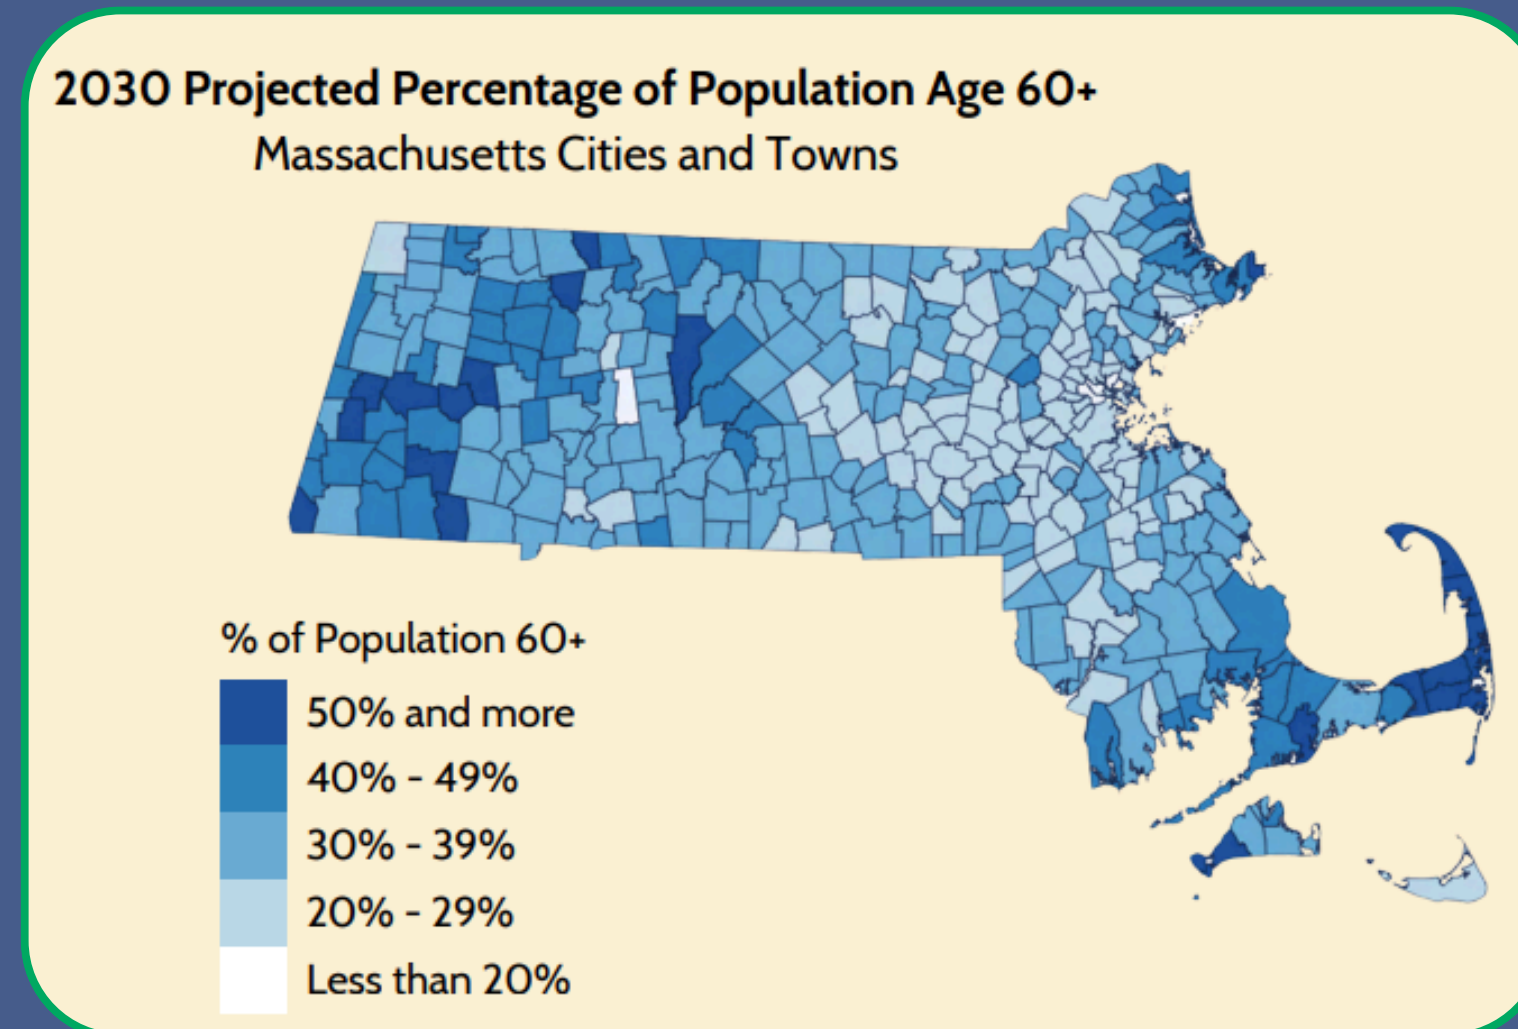 2030 Projected Percentage of Population Age 60+
Massachusetts Cities and Towns
% of Population 60+
50% and more
40% - 49%
30% - 39%
20% - 29%
Less than 20%